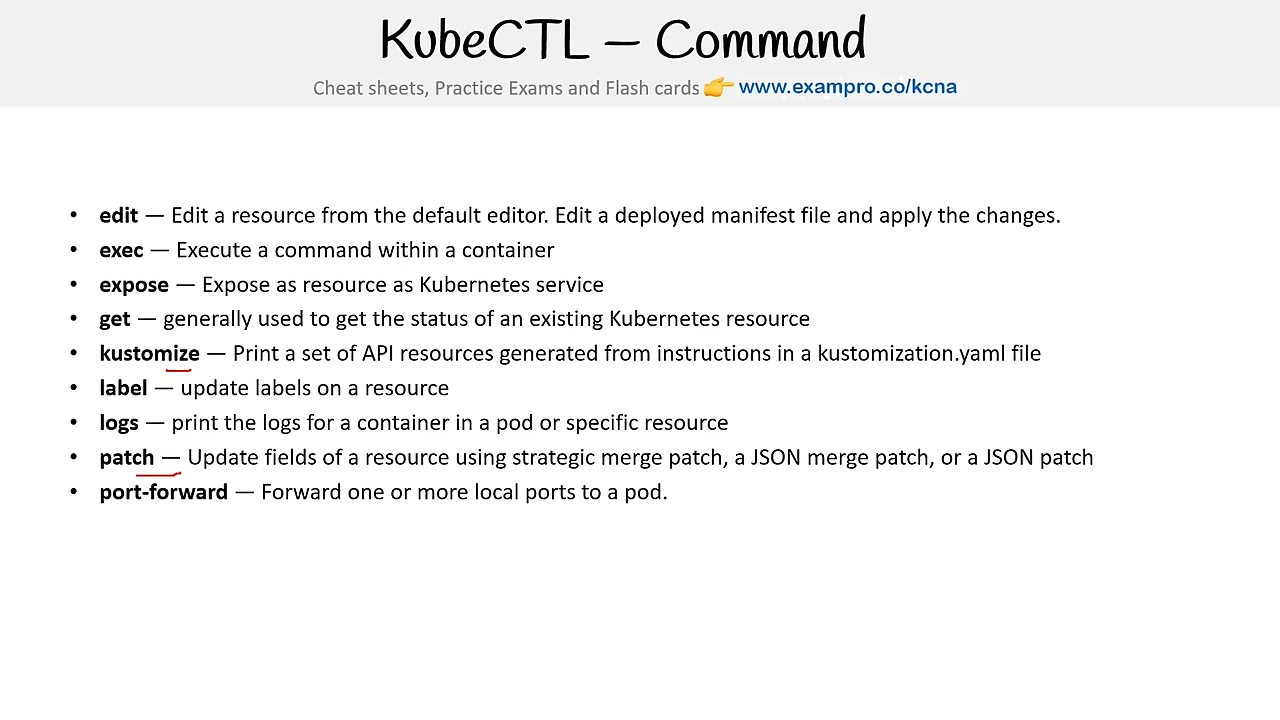 KubeCTL — Command
Cheat sheets, Practice Exams and Flash cards 👉 www.exampro.co/kcna
• edit — Edit a resource from the default editor. Edit a deployed manifest file and apply the changes.
• exec — Execute a command within a container
• expose — Expose as resource as Kubernetes service
• get — generally used to get the status of an existing Kubernetes resource
• kustomize — Print a set of API resources generated from instructions in a kustomization.yaml file
• label — update labels on a resource
• logs — print the logs for a container in a pod or specific resource
• patch — Update fields of a resource using strategic merge patch, a JSON merge patch, or a JSON patch
• port-forward — Forward one or more local ports to a pod.